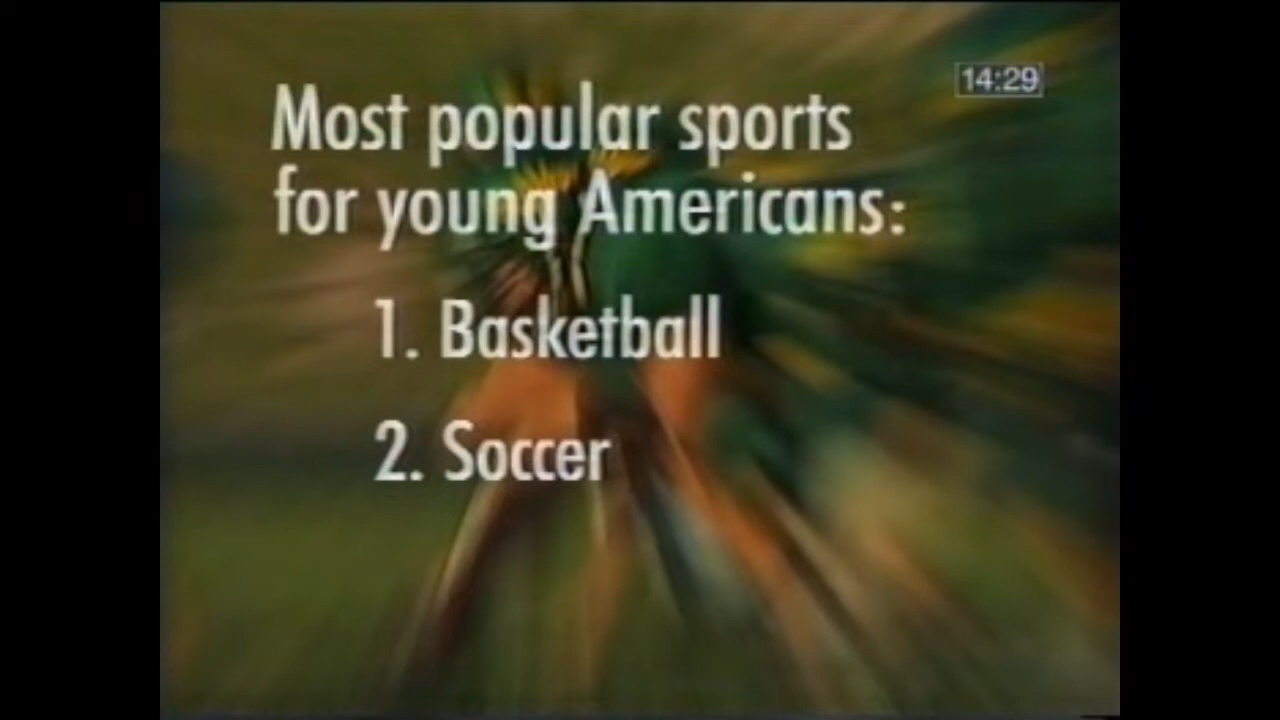 14:29
Most popular sports
for young Americans:
1. Basketball
2. Soccer